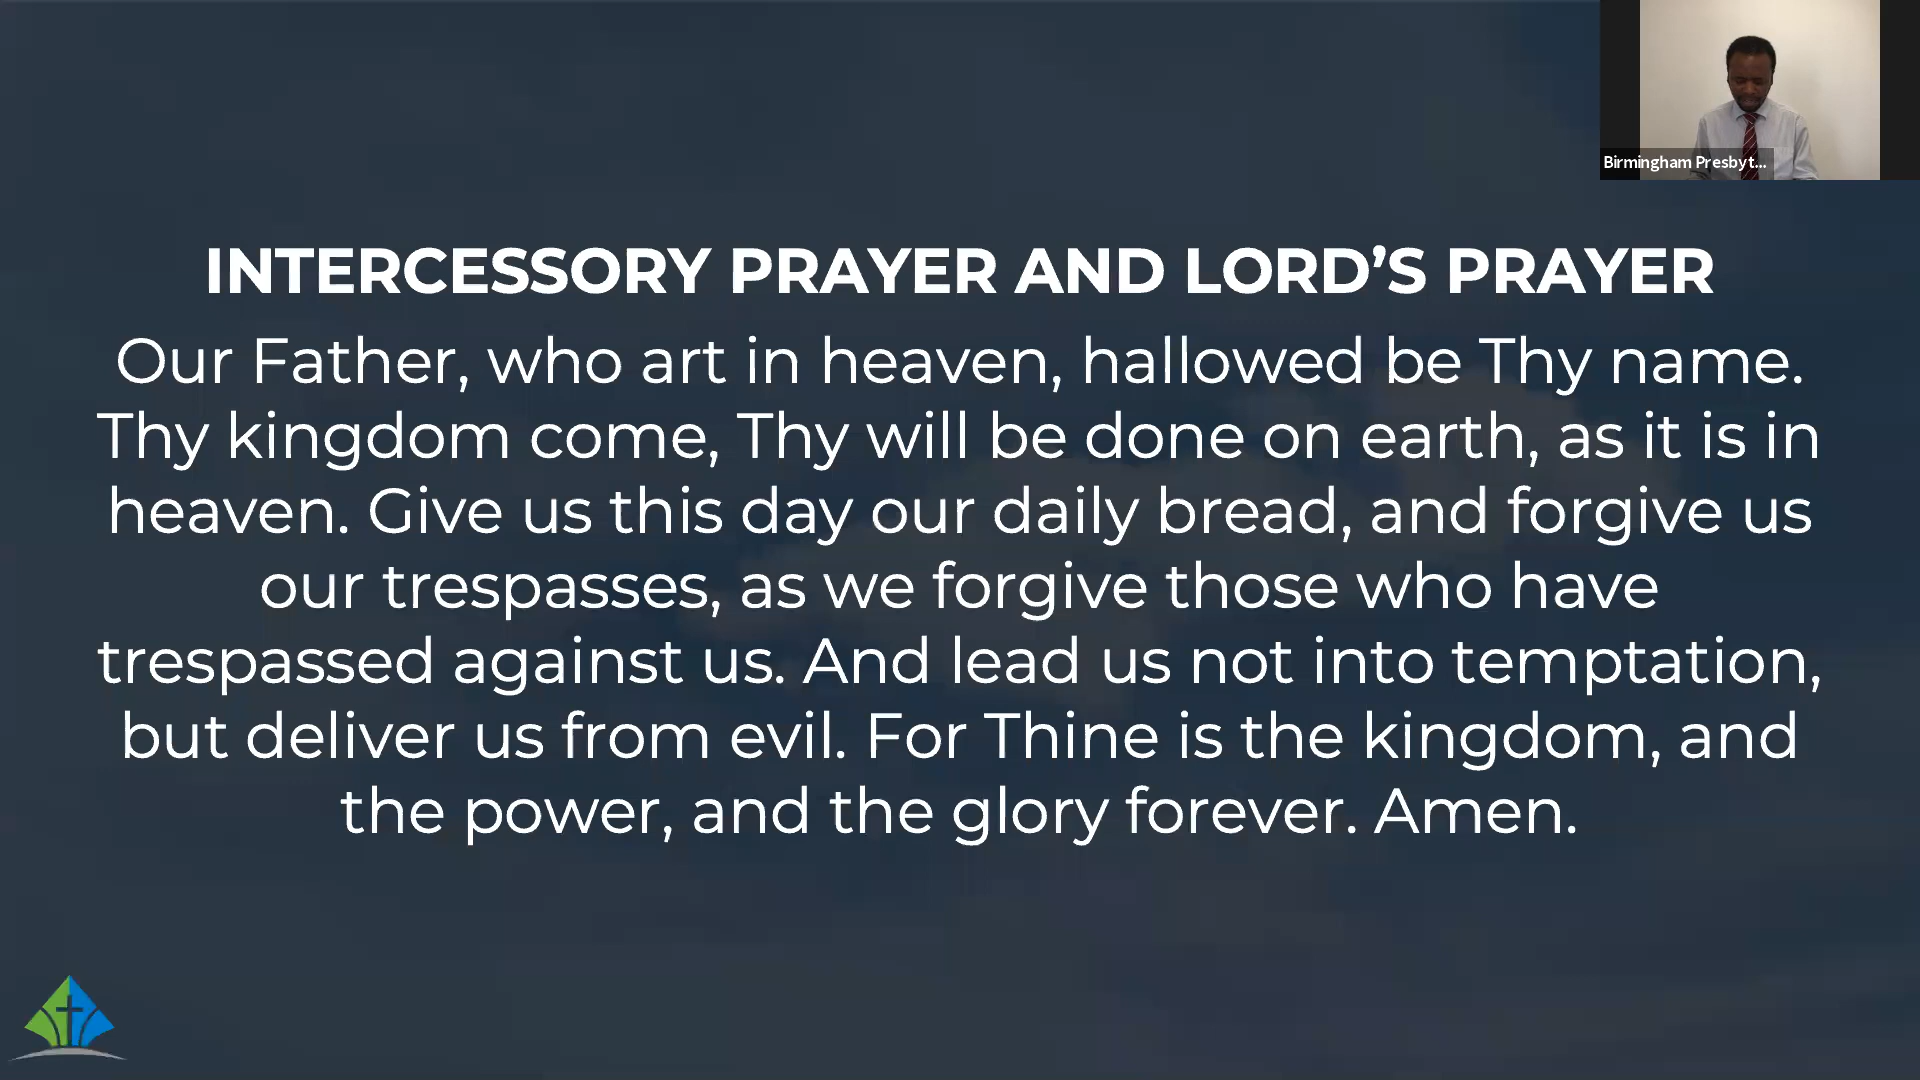 Birmingham Presbyt...
INTERCESSORY PRAYER AND LORD’S PRAYER
Our Father, who art in heaven, hallowed be Thy name.
Thy kingdom come, Thy will be done on earth, as it is in
heaven. Give us this day our daily bread, and forgive us
our trespasses, as we forgive those who have
trespassed against us. And lead us not into temptation,
but deliver us from evil. For Thine is the kingdom, and
the power, and the glory forever. Amen.